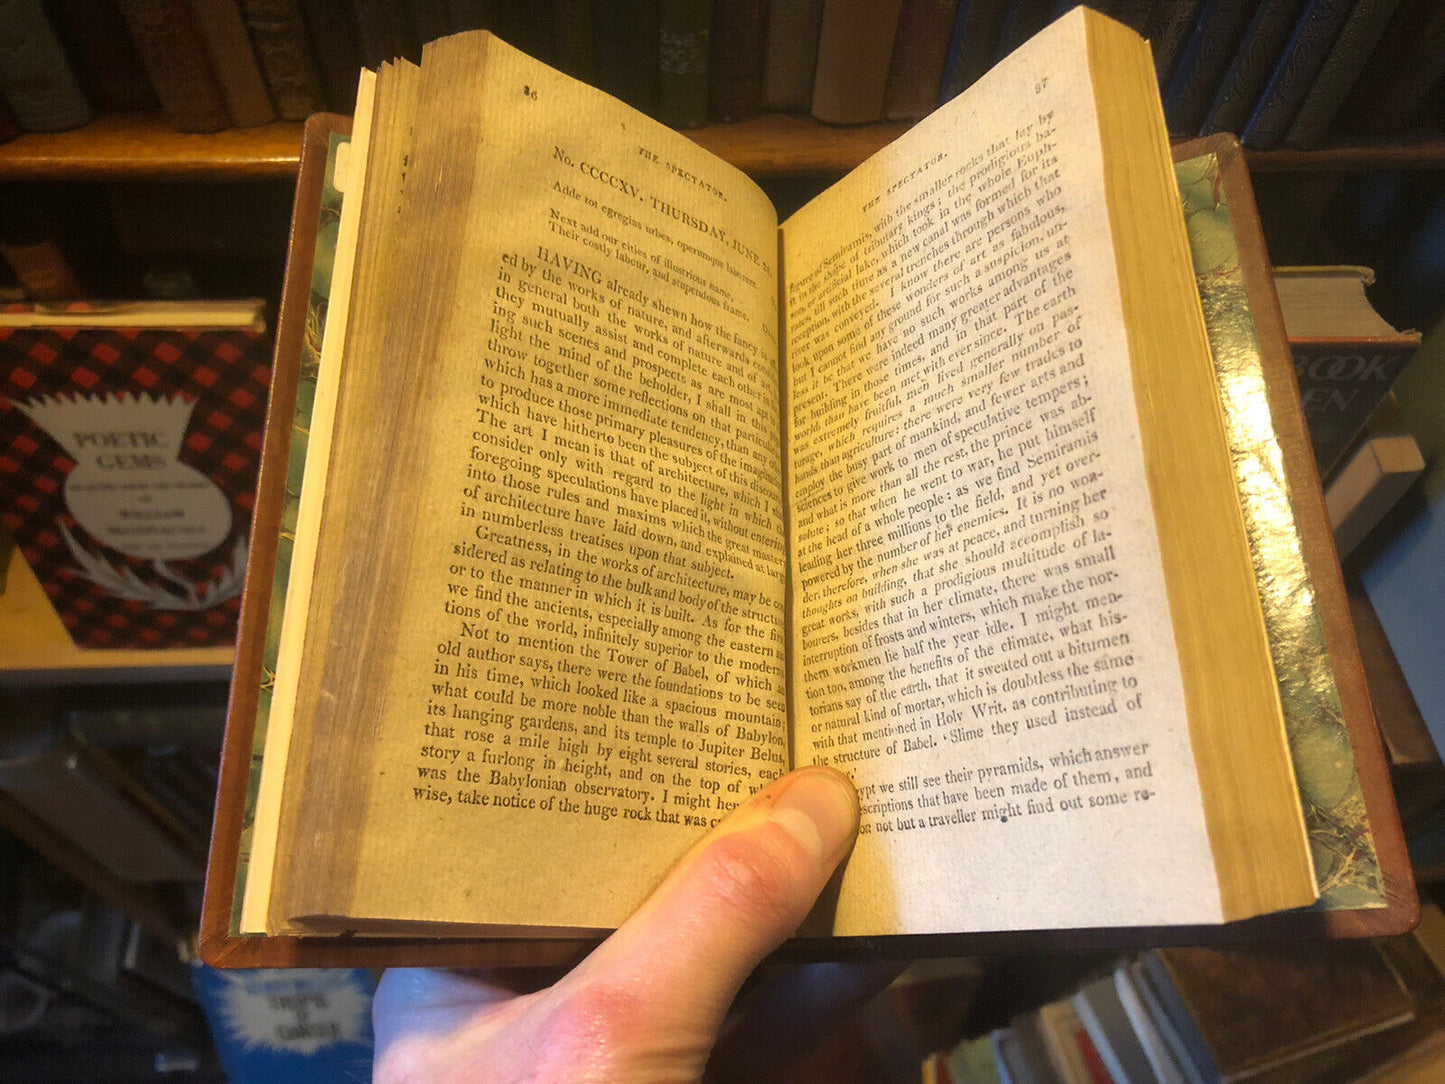 THE SPECTATOR.
No. CCCCXV. THURSDAY, JUNE
Adde tot egregias urbes, operumque laborem.
Next add our cities of illustrious name,
Their costly labour, and stupendous frame.
HAVING already shewn how the fancy is
ed by the works of nature, and afterwards
in general both the works of nature and of art,
they mutually assist and complete each other in
ing such scenes and prospects as are most apt to
light the mind of the beholder, I shall in this
throw together some reflections on that particular
which has a more immediate tendency, than any
to produce those primary pleasures of the
which have hitherto been the subject of this
The art I mean is that of architecture, which I
consider only with regard to the light in which the
foregoing speculations have placed it, without entering
into those rules and maxims which the great masters
of architecture have laid down, and explained at large
in numberless treatises upon that subject.
Greatness, in the works of architecture, may be
sidered as relating to the bulk and body of the structure,
or to the manner in which it is built. As for the first
we find the ancients, especially among the eastern
tions of the world, infinitely superior to the modern.
Not to mention the Tower of Babel, of which an
old author says, there were the foundations to be seen
in his time, which looked like a spacious mountain;
what could be more noble than the walls of Babylon,
its hanging gardens, and its temple to Jupiter Belus,
that rose a mile high by eight several stories, each
story a furlong in height, and on the top of
was the Babylonian observatory. I might
wise, take notice of the huge rock that was
87
THE SPECTATOR.
figure of Semiramis, with the smaller rocks that lay by
it in the shape of tributary kings; the prodigious ba-
artificial lake, which took in the whole Euph-
till such time as a new canal was formed for its
reception, with the several trenches through which that
river was conveyed. I know there are persons who
look upon some of these wonders of art as fabulous,
but I cannot find any ground for such a suspicion, un-
less it be that we have no such works among us at
present. There were indeed many greater advantages
for building in those times, and in that part of the
world, than have been met with ever since. The earth
was extremely fruitful, men lived generally on pas-
turage, which requires a much smaller number of
hands than agriculture: there were very few trades to
employ the busy part of mankind, and fewer arts and
sciences to give work to men of speculative tempers;
and what is more than all the rest, the prince was ab-
solute; so that when he went to war, he put himself
at the head of a whole people: as we find Semiramis
leading her three millions to the field, and yet over-
powered by the number of her enemies. It is no won-
der, therefore, when she was at peace, and turning her
thoughts on building, that she should accomplish so
great works, with such a prodigious multitude of la-
bourers, besides that in her climate, there was small
interruption of frosts and winters, which make the nor-
thern workmen lie half the year idle. I might men-
tion too, among the benefits of the climate, what his-
torians say of the earth, that it sweated out a bitumen
or natural kind of mortar, which is doubtless the same
with that mentioned in Holy Writ, as contributing to
the structure of Babel. 'Slime they used instead of
we still see their pyramids, which answer
that have been made of them, and
not but a traveller might find out some re-
POETIC
GEMS
WILLIAM
BOOK